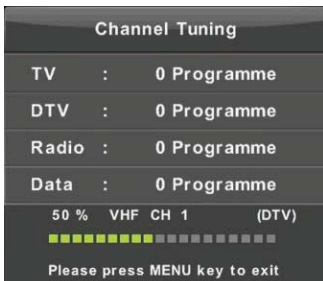 Channel Tuning
TV : 0 Programme
DTV : 0 Programme
Radio : 0 Programme
Data : 0 Programme
50 % VHF CH 1 (DTV)
Please press MENU key to exit